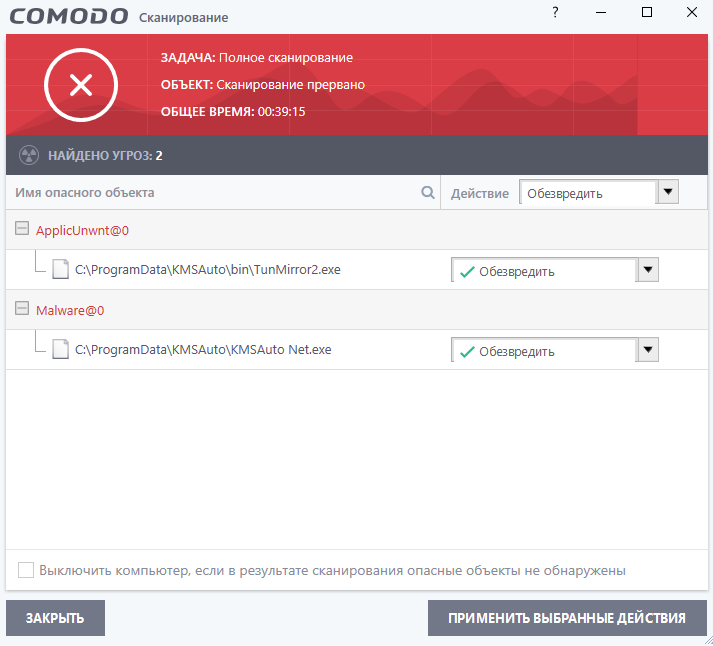 COMODO Сканирование ?
ЗАДАЧА: Полное сканирование
ОБЪЕКТ: Сканирование прервано
ОБЩЕЕ ВРЕМЯ: 00:39:15
НАЙДЕНО УГРОЗ: 2
Имя опасного объекта Действие Обезвредить
ApplicUnwnt@0
C:\ProgramData\KMSAuto\bin\TunMirror2.exe Обезвредить
Malware@0
C:\ProgramData\KMSAuto\KMSAuto Net.exe Обезвредить
Выключить компьютер, если в результате сканирования опасные объекты не обнаружены
ЗАКРЫТЬ ПРИМЕНИТЬ ВЫБРАННЫЕ ДЕЙСТВИЯ